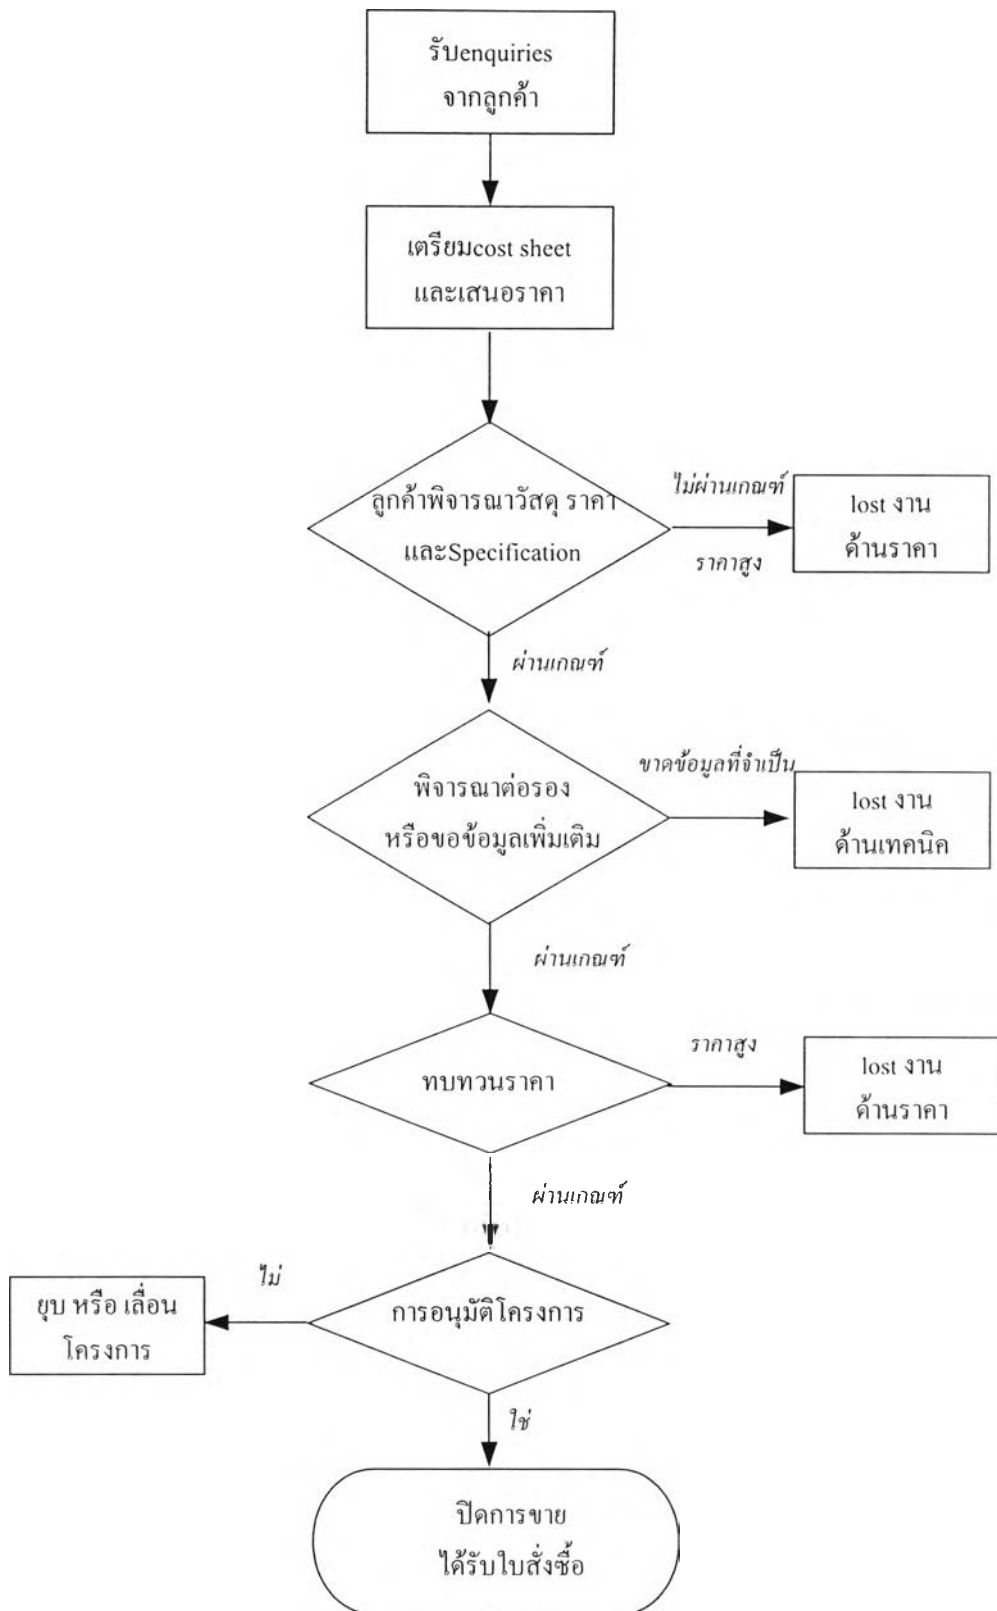 รับenquiries
จากลูกค้า
เตรียมcost sheet
และเสนอราคา
ลูกค้าพิจารณาวัสดุ ราคา
และSpecification
ไม่ผ่านเกณฑ์
ราคาสูง
lost งาน
ด้านราคา
ผ่านเกณฑ์
พิจารณาต่อรอง
หรือขอข้อมูลเพิ่มเติม
ขาดข้อมูลที่จำเป็น
lost งาน
ด้านเทคนิค
ผ่านเกณฑ์
ทบทวนราคา
ราคาสูง
lost งาน
ด้านราคา
ผ่านเกณฑ์
การอนุมัติโครงการ
ไม่
ยุบ หรือ เลื่อน
โครงการ
ใช่
ปิดการขาย
ได้รับใบสั่งซื้อ